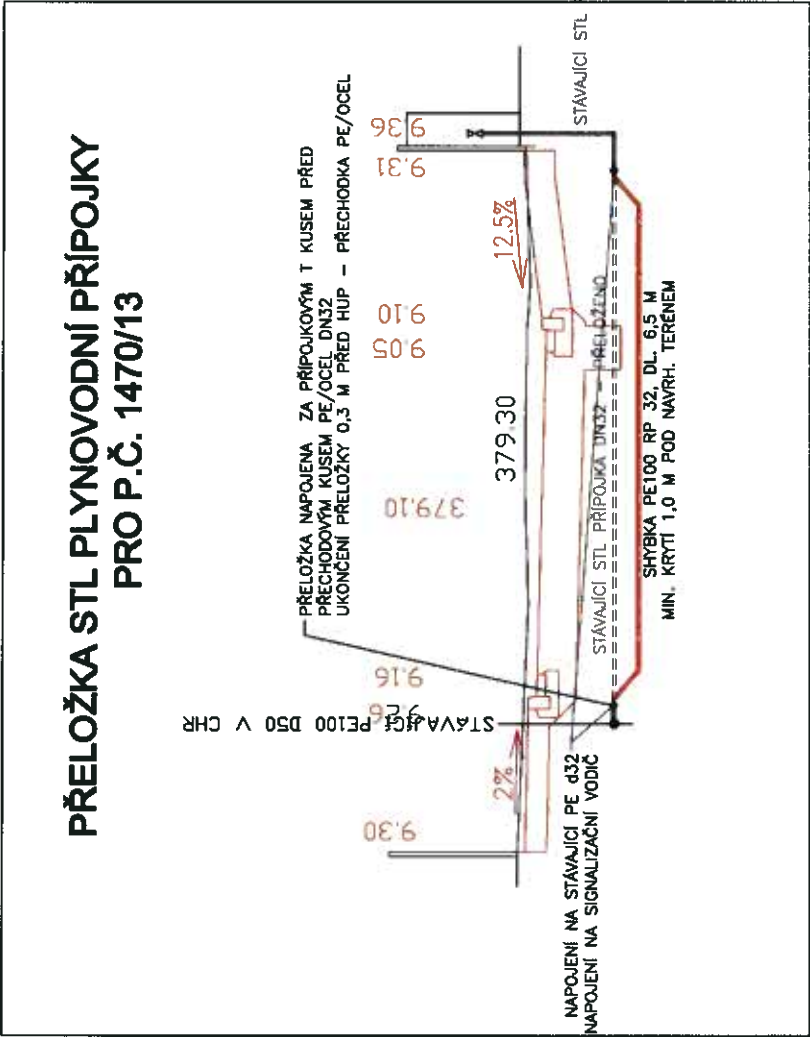 PŘELOŽKA STL PLYNOVODNÍ PŘÍPOJKY
PRO P.Č. 1470/13
PŘELOŽKA NAPOJENA ZA PŘÍPOJKOVÝM T KUSEM PŘED
PŘECHODOVÝM KUSEM PE/OCEL DN32
UKONČENÍ PŘELOŽKY 0,3 M PŘED HUP – PŘECHODKA PE/OCEL
9.30
9.26
9.16
379.10
9.05
9.10
9.31
9.36
STÁVAJÍCÍ PE100 D50 V CHR
2%
379.30
12.5%
STÁVAJÍCÍ STL
STÁVAJÍCÍ STL PŘÍPOJKA DN32 – PŘELOŽENO
NAPOJENÍ NA STÁVAJÍCÍ PE d32
NAPOJENÍ NA SIGNALIZAČNÍ VODIČ
SHYBKA PE100 RP 32, DL. 6,5 M
MIN. KRYTÍ 1,0 M POD NÁVRH. TERÉNEM